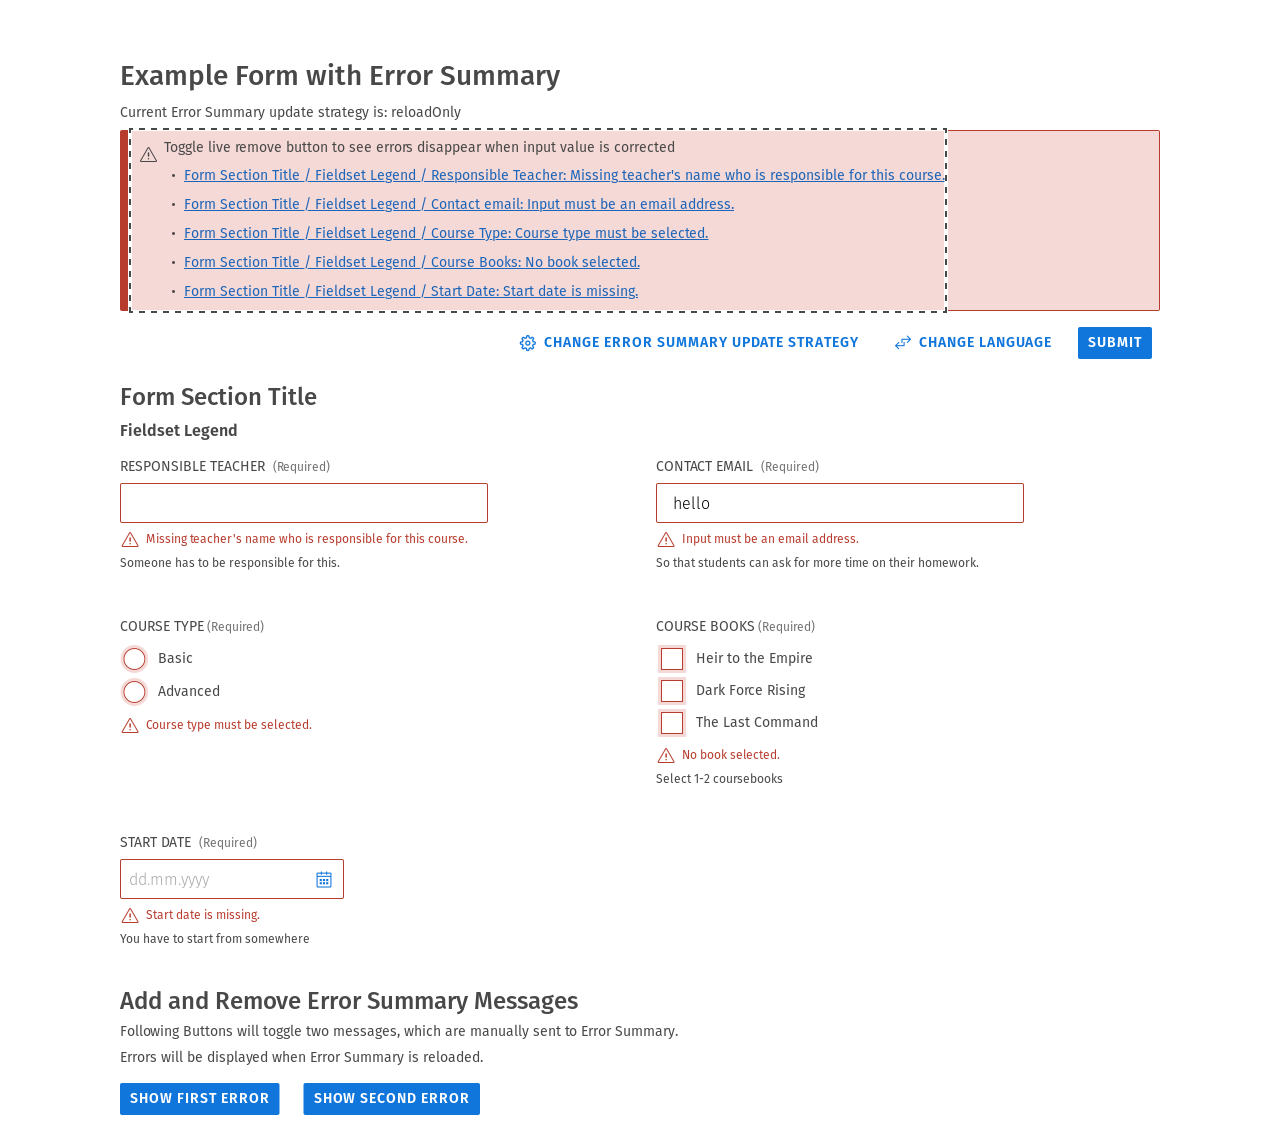 Example Form with Error Summary
Current Error Summary update strategy is: reloadOnly
Toggle live remove button to see errors disappear when input value is corrected
• Form Section Title / Fieldset Legend / Responsible Teacher: Missing teacher's name who is responsible for this course.
• Form Section Title / Fieldset Legend / Contact email: Input must be an email address.
• Form Section Title / Fieldset Legend / Course Type: Course type must be selected.
• Form Section Title / Fieldset Legend / Course Books: No book selected.
• Form Section Title / Fieldset Legend / Start Date: Start date is missing.
CHANGE ERROR SUMMARY UPDATE STRATEGY CHANGE LANGUAGE SUBMIT
Form Section Title
Fieldset Legend
RESPONSIBLE TEACHER (Required)
Missing teacher's name who is responsible for this course.
Someone has to be responsible for this.
CONTACT EMAIL (Required)
hello
Input must be an email address.
So that students can ask for more time on their homework.
COURSE TYPE (Required)
Basic
Advanced
Course type must be selected.
COURSE BOOKS (Required)
Heir to the Empire
Dark Force Rising
The Last Command
No book selected.
Select 1-2 coursebooks
START DATE (Required)
dd.mm.yyyy
Start date is missing.
You have to start from somewhere
Add and Remove Error Summary Messages
Following Buttons will toggle two messages, which are manually sent to Error Summary.
Errors will be displayed when Error Summary is reloaded.
SHOW FIRST ERROR SHOW SECOND ERROR